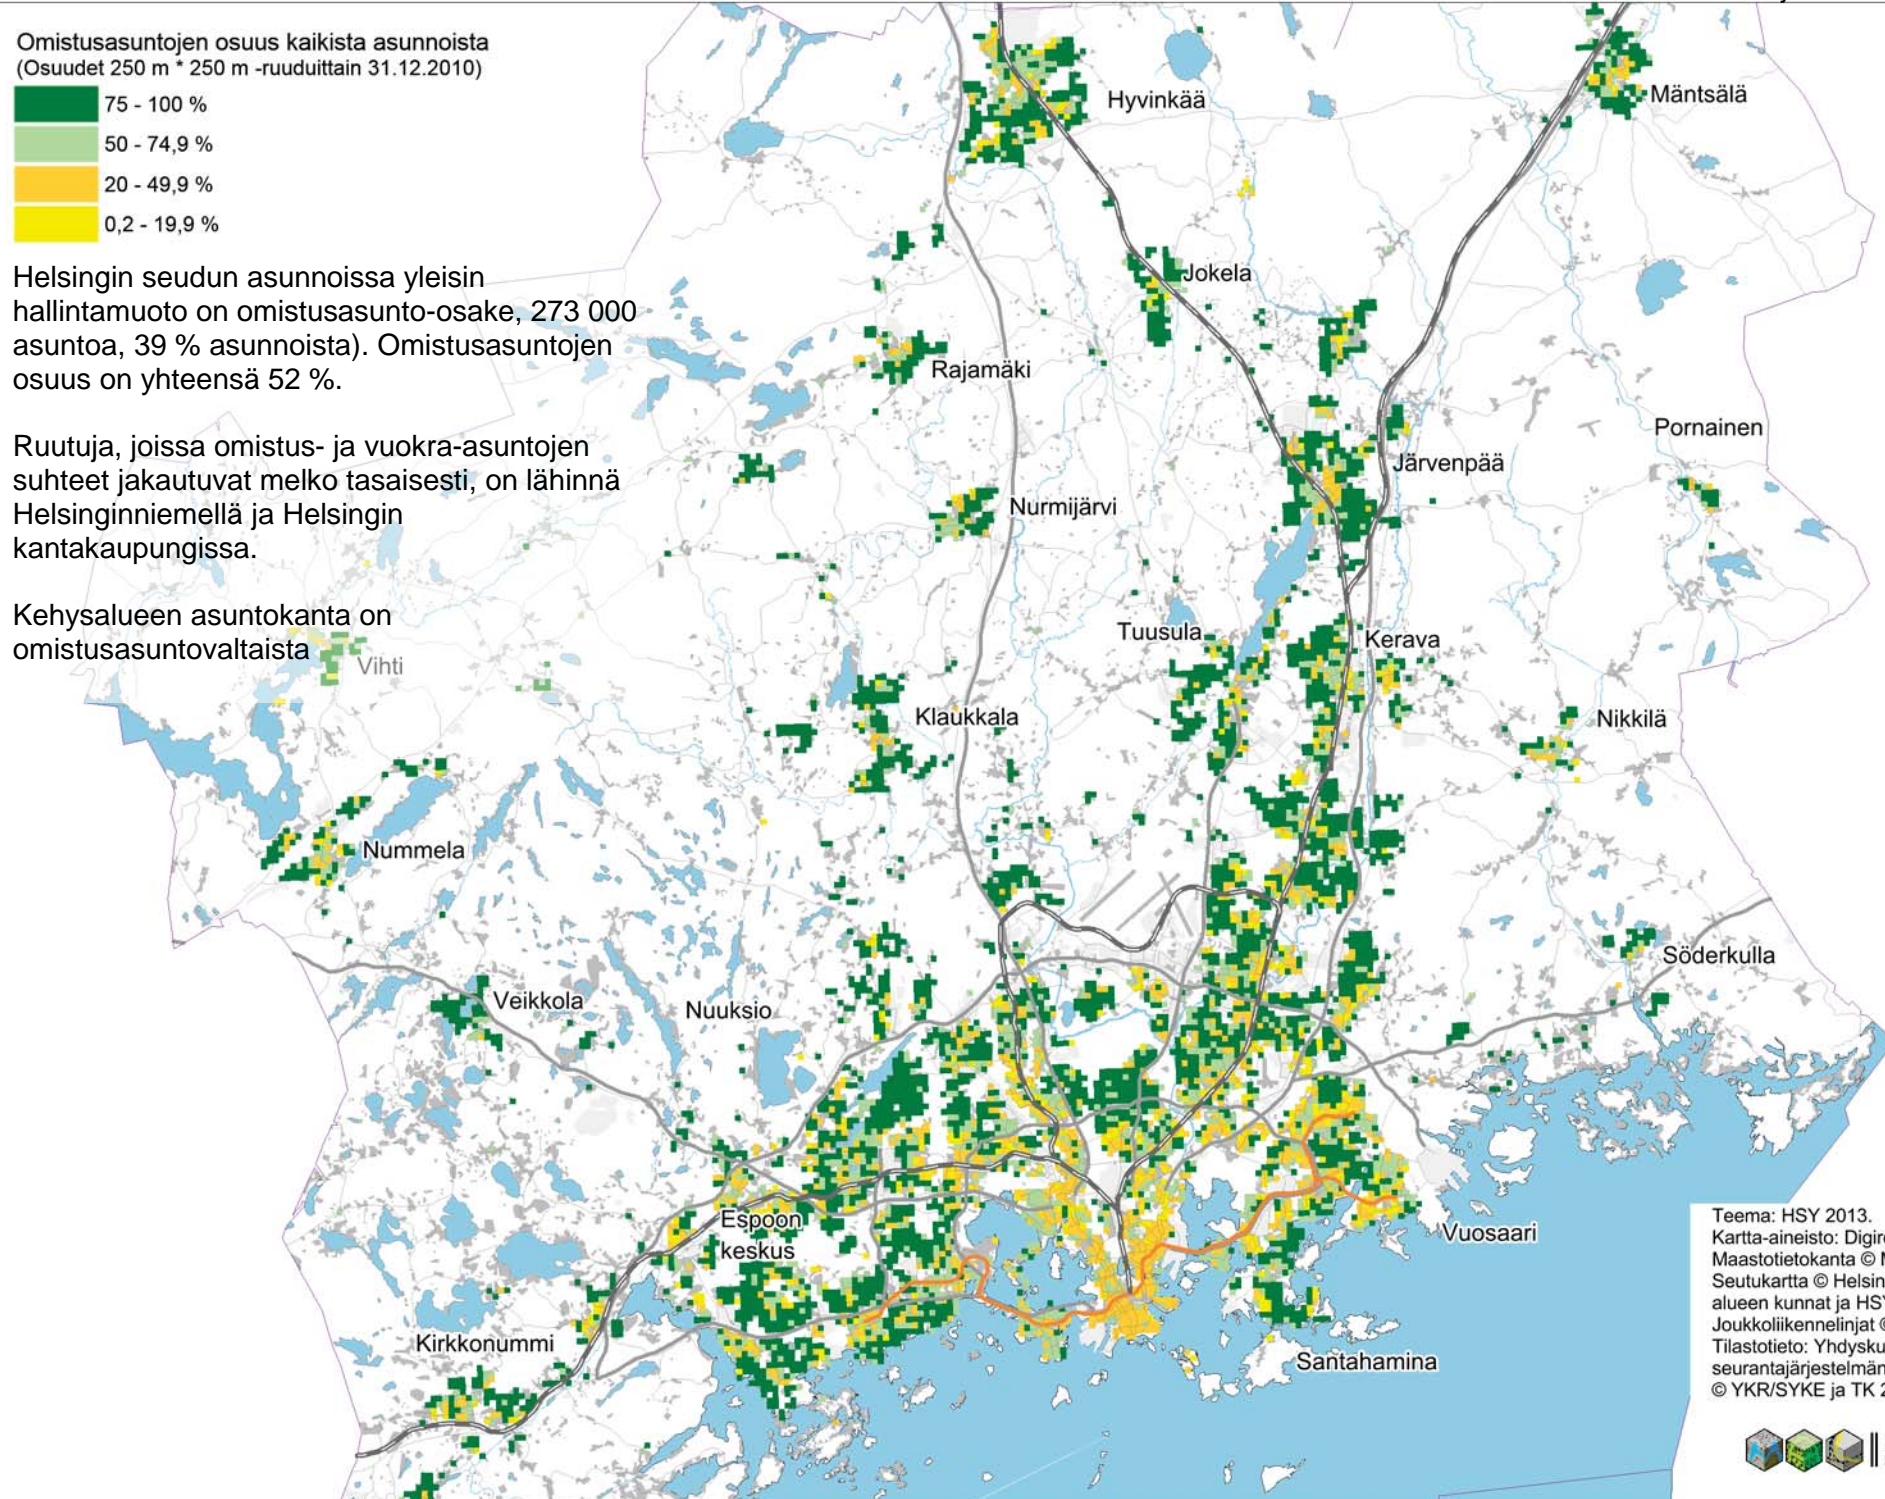 Omistusasuntojen osuus kaikista asunnoista
(Osuudet 250 m * 250 m -ruuduittain 31.12.2010)
75 - 100 %
50 - 74,9 %
20 - 49,9 %
0,2 - 19,9 %
Helsingin seudun asunnoissa yleisin
hallintamuoto on omistusasunto-osake, 273 000
asuntoa, 39 % asunnoista). Omistusasuntojen
osuus on yhteensä 52 %.
Ruutuja, joissa omistus- ja vuokra-asuntojen
suhteet jakautuvat melko tasaisesti, on lähinnä
Helsinginniemellä ja Helsingin
kantakaupungissa.
Kehysalueen asuntokanta on
omistusasuntovaltaista
Hyvinkää
Mäntsälä
Jokela
Rajamäki
Pornainen
Järvenpää
Nurmijärvi
Tuusula
Kerava
Vihti
Klaukkala
Nikkilä
Nummela
Söderkulla
Veikkola
Nuuksio
Espoon
keskus
Vuosaari
Kirkkonummi
Santahamina
Teema: HSY 2013.
Kartta-aineisto:
Maastotietokanta ©
Seutukartta ©
alueen kunnat ja
Joukkoliikennelinjat ©
Tilastotieto:
© YKR/SYKE ja TK